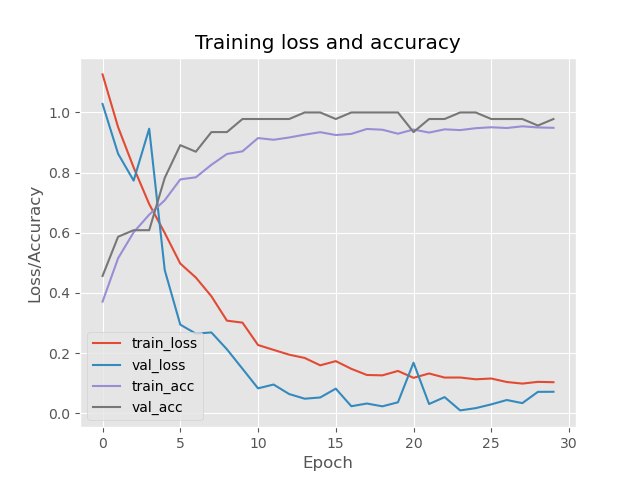 Training loss and accuracy
Loss/Accuracy
1.0
0.8
0.6
0.4
0.2
0.0
train_loss
val_loss
train_acc
val_acc
0 5 10 15 20 25 30
Epoch